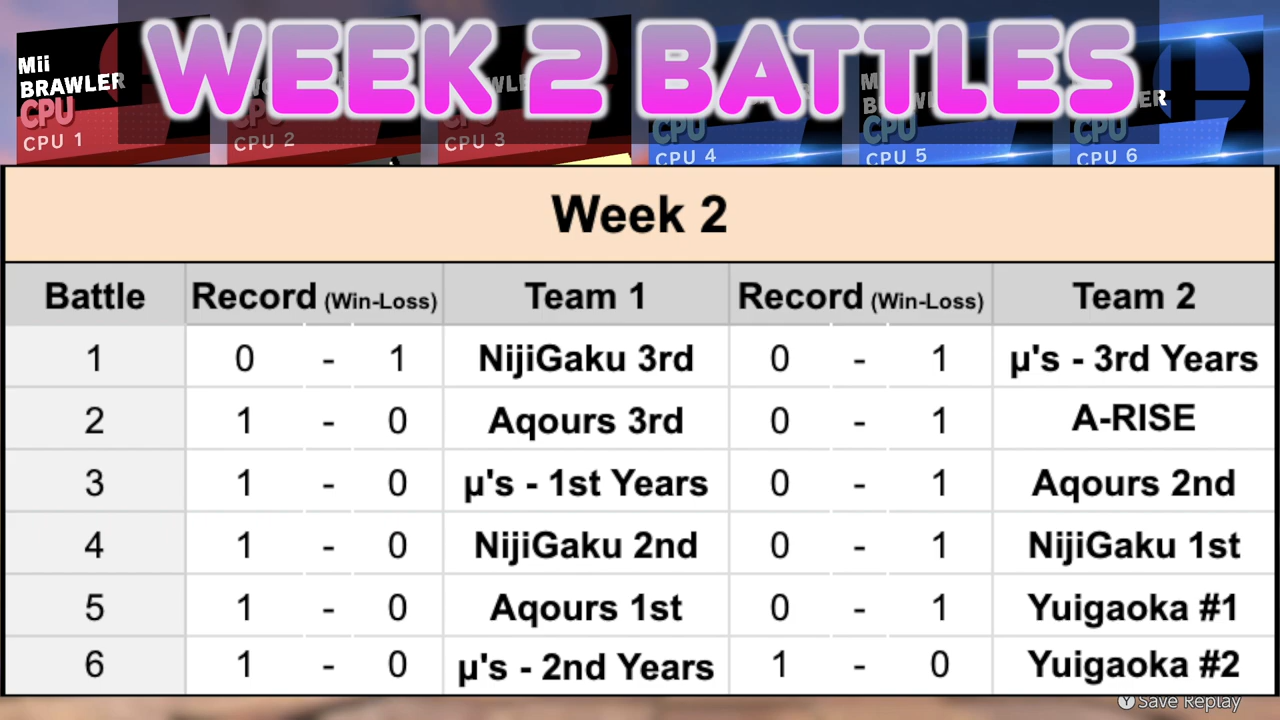 WEEK 2 BATTLES
Mii
BRAWLER
CPU
CPU 1
CPU
CPU 2
CPU
CPU 3
CPU
CPU 4
CPU
CPU 5
CPU
CPU 6
Week 2
Battle Record (Win-Loss) Team 1 Record (Win-Loss) Team 2
1 0 - 1 NijiGaku 3rd 0 - 1 μ's - 3rd Years
2 1 - 0 Aqours 3rd 0 - 1 A-RISE
3 1 - 0 μ's - 1st Years 0 - 1 Aqours 2nd
4 1 - 0 NijiGaku 2nd 0 - 1 NijiGaku 1st
5 1 - 0 Aqours 1st 0 - 1 Yuigaoka #1
6 1 - 0 μ's - 2nd Years 1 - 0 Yuigaoka #2
Y Save Replay